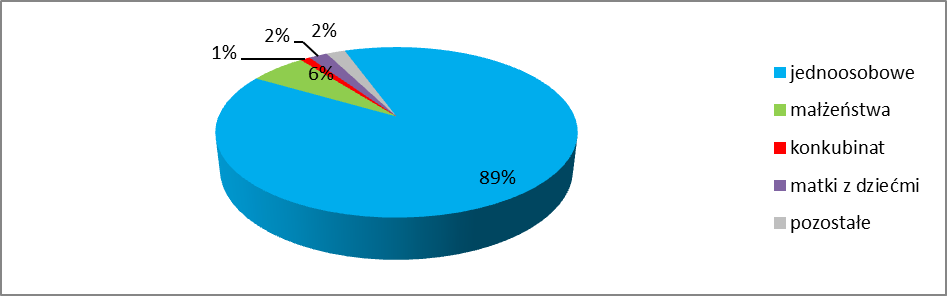 2%
2%
1%
6%
89%
jednoosobowe
małżeństwa
konkubinat
matki z dziećmi
pozostałe